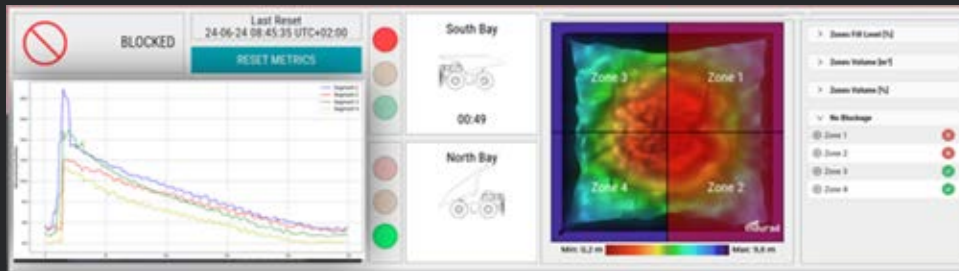 BLOCKED
Last Reset
24-06-24 08:45:35 UTC+02:00
RESET METRICS
South Bay
00:49
North Bay
Zone 3
Zone 1
Zone 4
Zone 2
indurad
Min: 0.2 m
Max: 9.8 m
Zones Fill Level [%]
Zones Volume [m³]
Zones Volume [%]
No Blockage
Zone 1
Zone 2
Zone 3
Zone 4